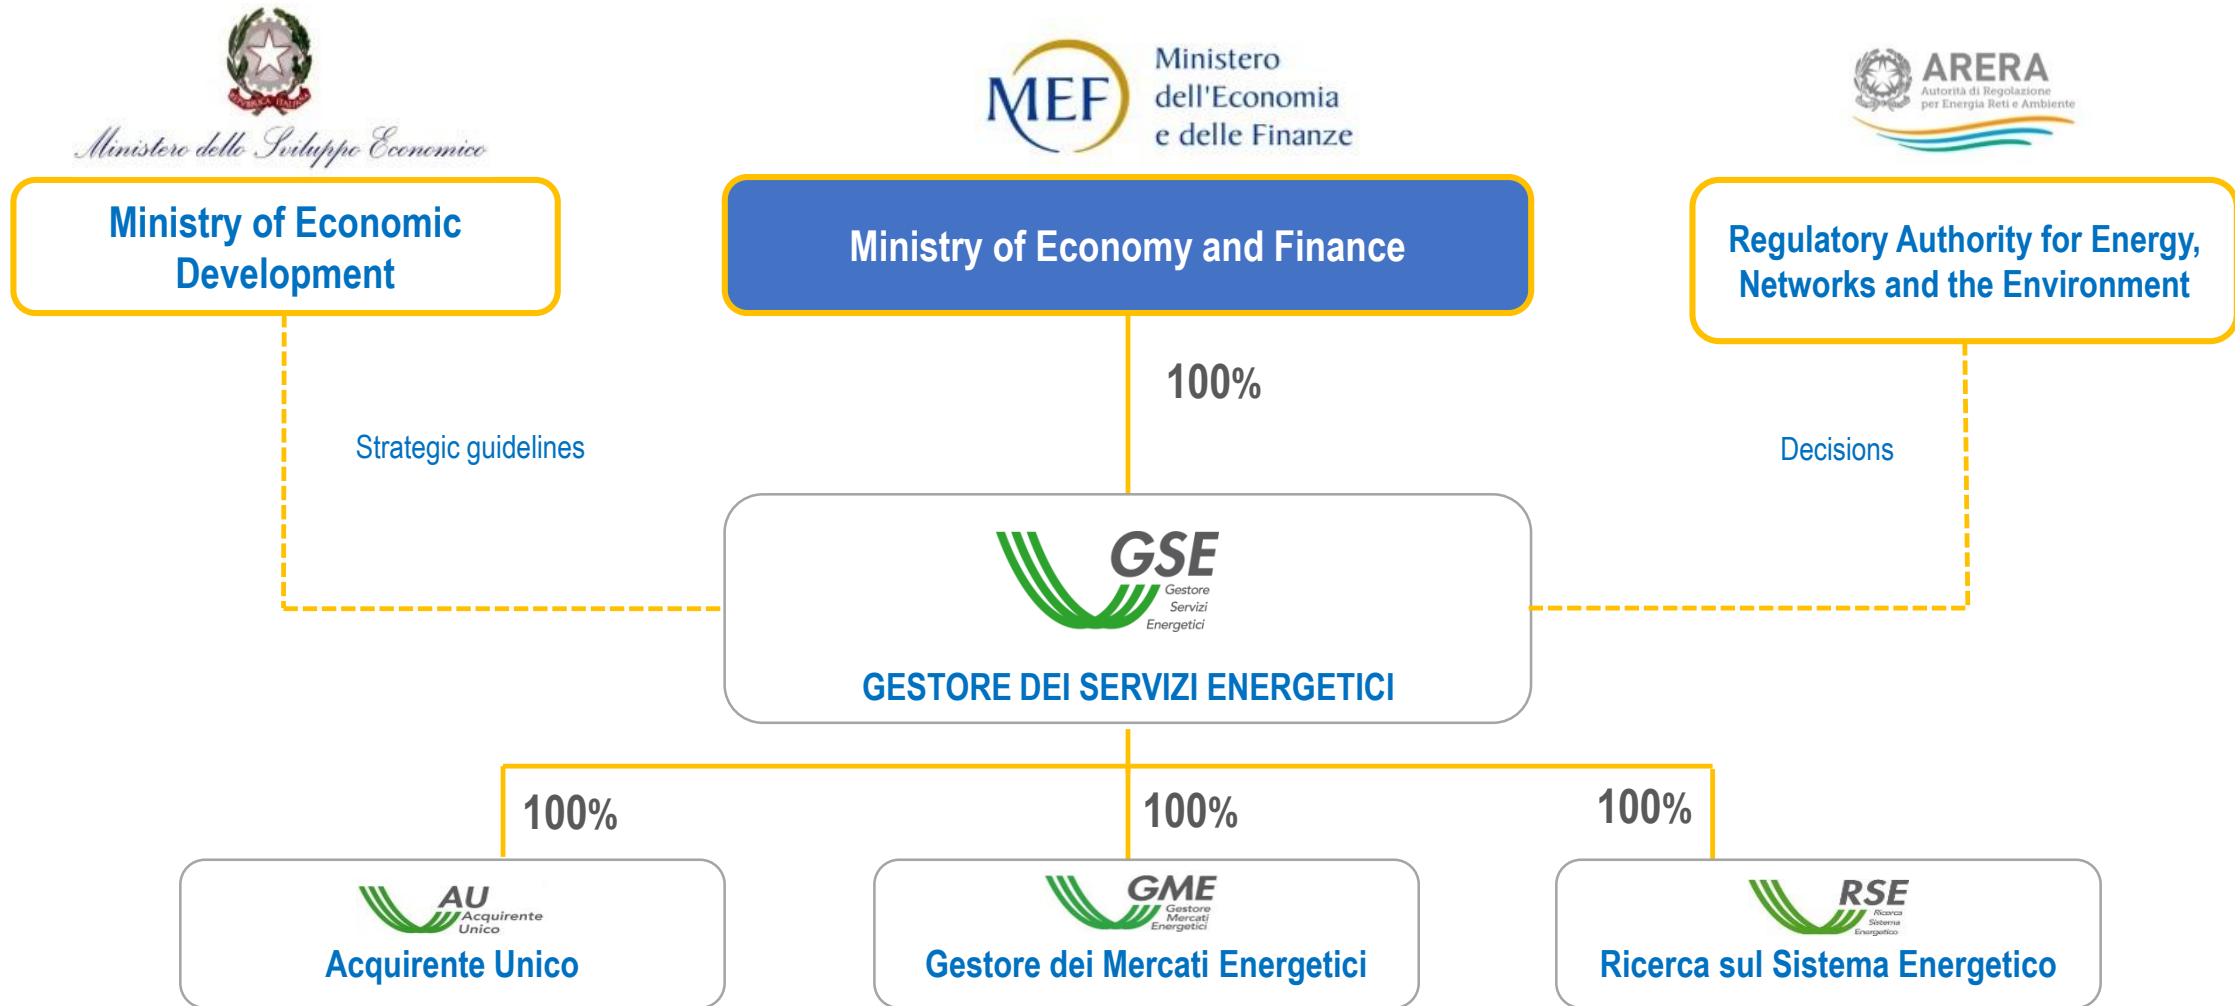 Ministero dello Sviluppo Economico
MEF
Ministero
dell'Economia
e delle Finanze
ARERA
Autorità di Regolazione
per Energia Reti e Ambiente
Ministry of Economic
Development
Ministry of Economy and Finance
Regulatory Authority for Energy,
Networks and the Environment
100%
Strategic guidelines
Decisions
GSE
Gestore
Servizi
Energetici
GESTORE DEI SERVIZI ENERGETICI
100%
100%
100%
AU
Acquirente
Unico
Acquirente Unico
GME
Gestore
Mercati
Energetici
Gestore dei Mercati Energetici
RSE
Ricerca
Sistema
Energetico
Ricerca sul Sistema Energetico